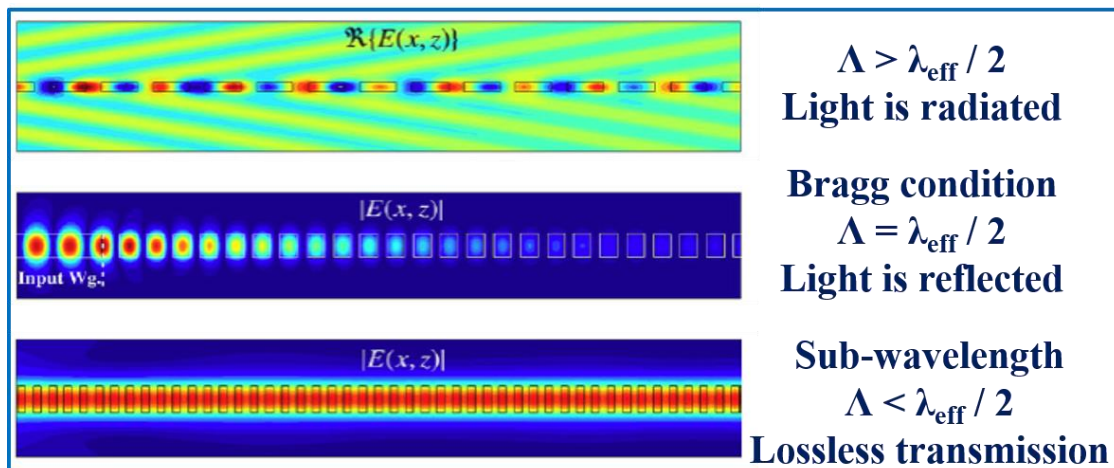 ℜ{E(x, z)}
Λ > λeff / 2
Light is radiated
|E(x, z)|
Input Wg.
Bragg condition
Λ = λeff / 2
Light is reflected
|E(x, z)|
Sub-wavelength
Λ < λeff / 2
Lossless transmission